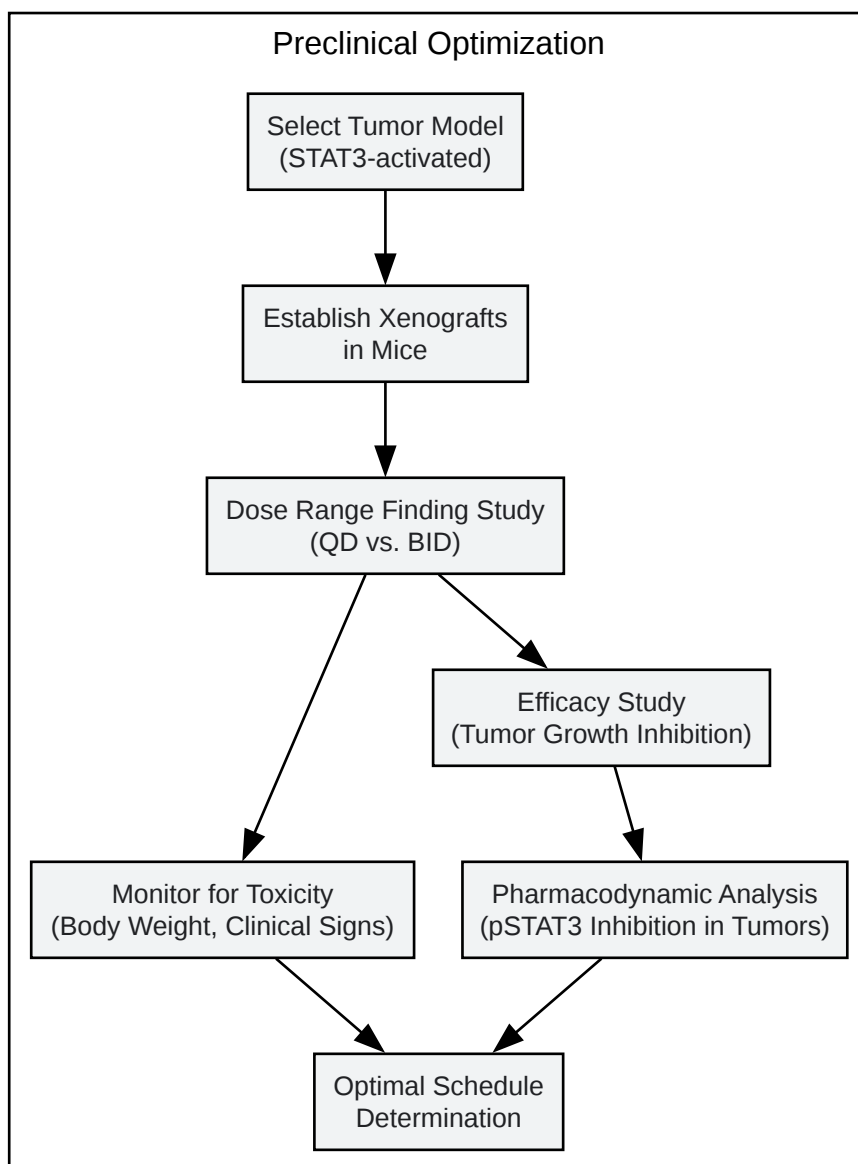 Preclinical Optimization
Select Tumor Model
(STAT3-activated)
Establish Xenografts
in Mice
Dose Range Finding Study
(QD vs. BID)
Efficacy Study
(Tumor Growth Inhibition)
Monitor for Toxicity
(Body Weight, Clinical Signs)
Pharmacodynamic Analysis
(pSTAT3 Inhibition in Tumors)
Optimal Schedule
Determination